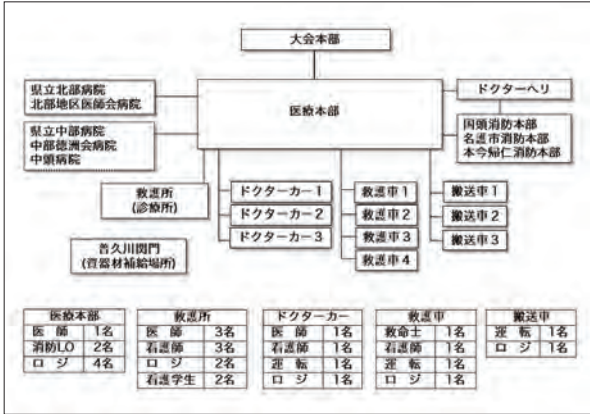 大会本部
県立北部病院
北部地区医師会病院
医療本部
ドクターヘリ
県立中部病院
中部徳洲会病院
中頭病院
国頭消防本部
名護市消防本部
本今帰仁消防本部
救護所
(診療所)
ドクターカー1
ドクターカー2
ドクターカー3
救護車1
救護車2
救護車3
救護車4
搬送車1
搬送車2
搬送車3
普久川関門
(資器材補給場所)
医療本部
医師 1名
消防LO 2名
ロジ 4名
救護所
医師 3名
看護師 3名
ロジ 2名
看護学生 2名
ドクターカー
医師 1名
看護師 1名
運転 1名
ロジ 1名
救護車
救命士 1名
看護師 1名
運転 1名
ロジ 1名
搬送車
運転 1名
ロジ 1名